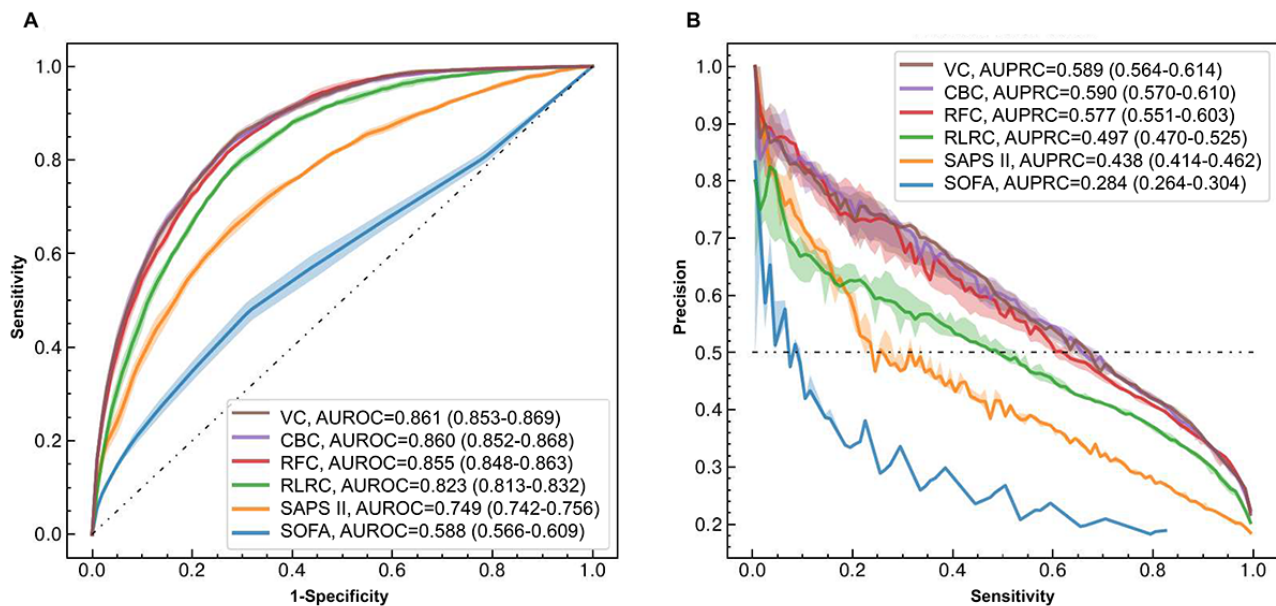 A
1.0
0.8
0.6
0.4
0.2
0.0
Sensitivity
VC, AUROC=0.861 (0.853-0.869)
CBC, AUROC=0.860 (0.852-0.868)
RFC, AUROC=0.855 (0.848-0.863)
RLRC, AUROC=0.823 (0.813-0.832)
SAPS II, AUROC=0.749 (0.742-0.756)
SOFA, AUROC=0.588 (0.566-0.609)
0.0 0.2 0.4 0.6 0.8 1.0
1-Specificity
B
1.0
0.9
0.8
0.7
0.6
0.5
0.4
0.3
0.2
Precision
VC, AUPRC=0.589 (0.564-0.614)
CBC, AUPRC=0.590 (0.570-0.610)
RFC, AUPRC=0.577 (0.551-0.603)
RLRC, AUPRC=0.497 (0.470-0.525)
SAPS II, AUPRC=0.438 (0.414-0.462)
SOFA, AUPRC=0.284 (0.264-0.304)
0.0 0.2 0.4 0.6 0.8 1.0
Sensitivity